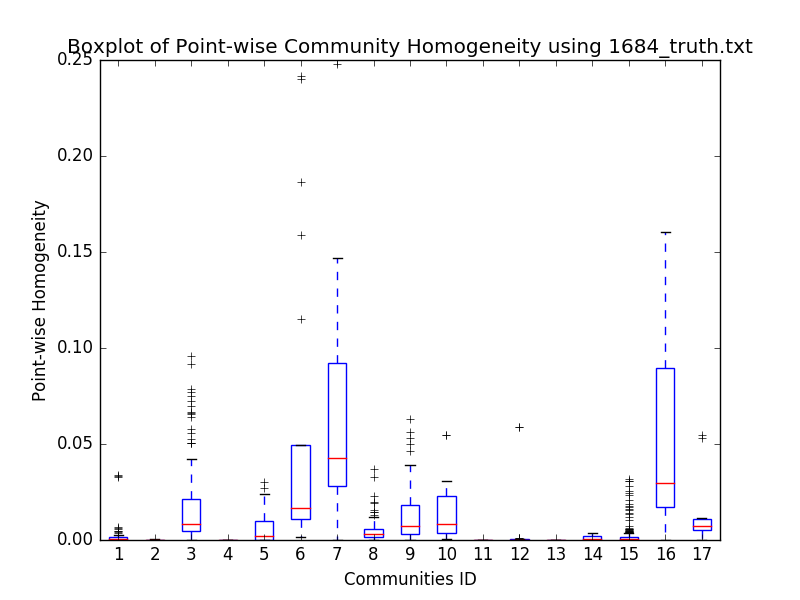 Boxplot of Point-wise Community Homogeneity using 1684_truth.txt
0.25
0.20
0.15
0.10
0.05
0.00
Point-wise Homogeneity
1 2 3 4 5 6 7 8 9 10 11 12 13 14 15 16 17
Communities ID